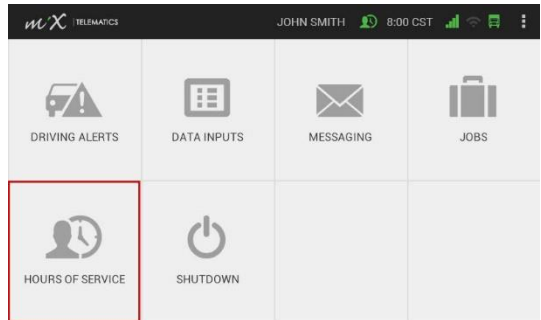 miX TELEMATICS JOHN SMITH 8:00 CST
DRIVING ALERTS DATA INPUTS MESSAGING JOBS
HOURS OF SERVICE SHUTDOWN